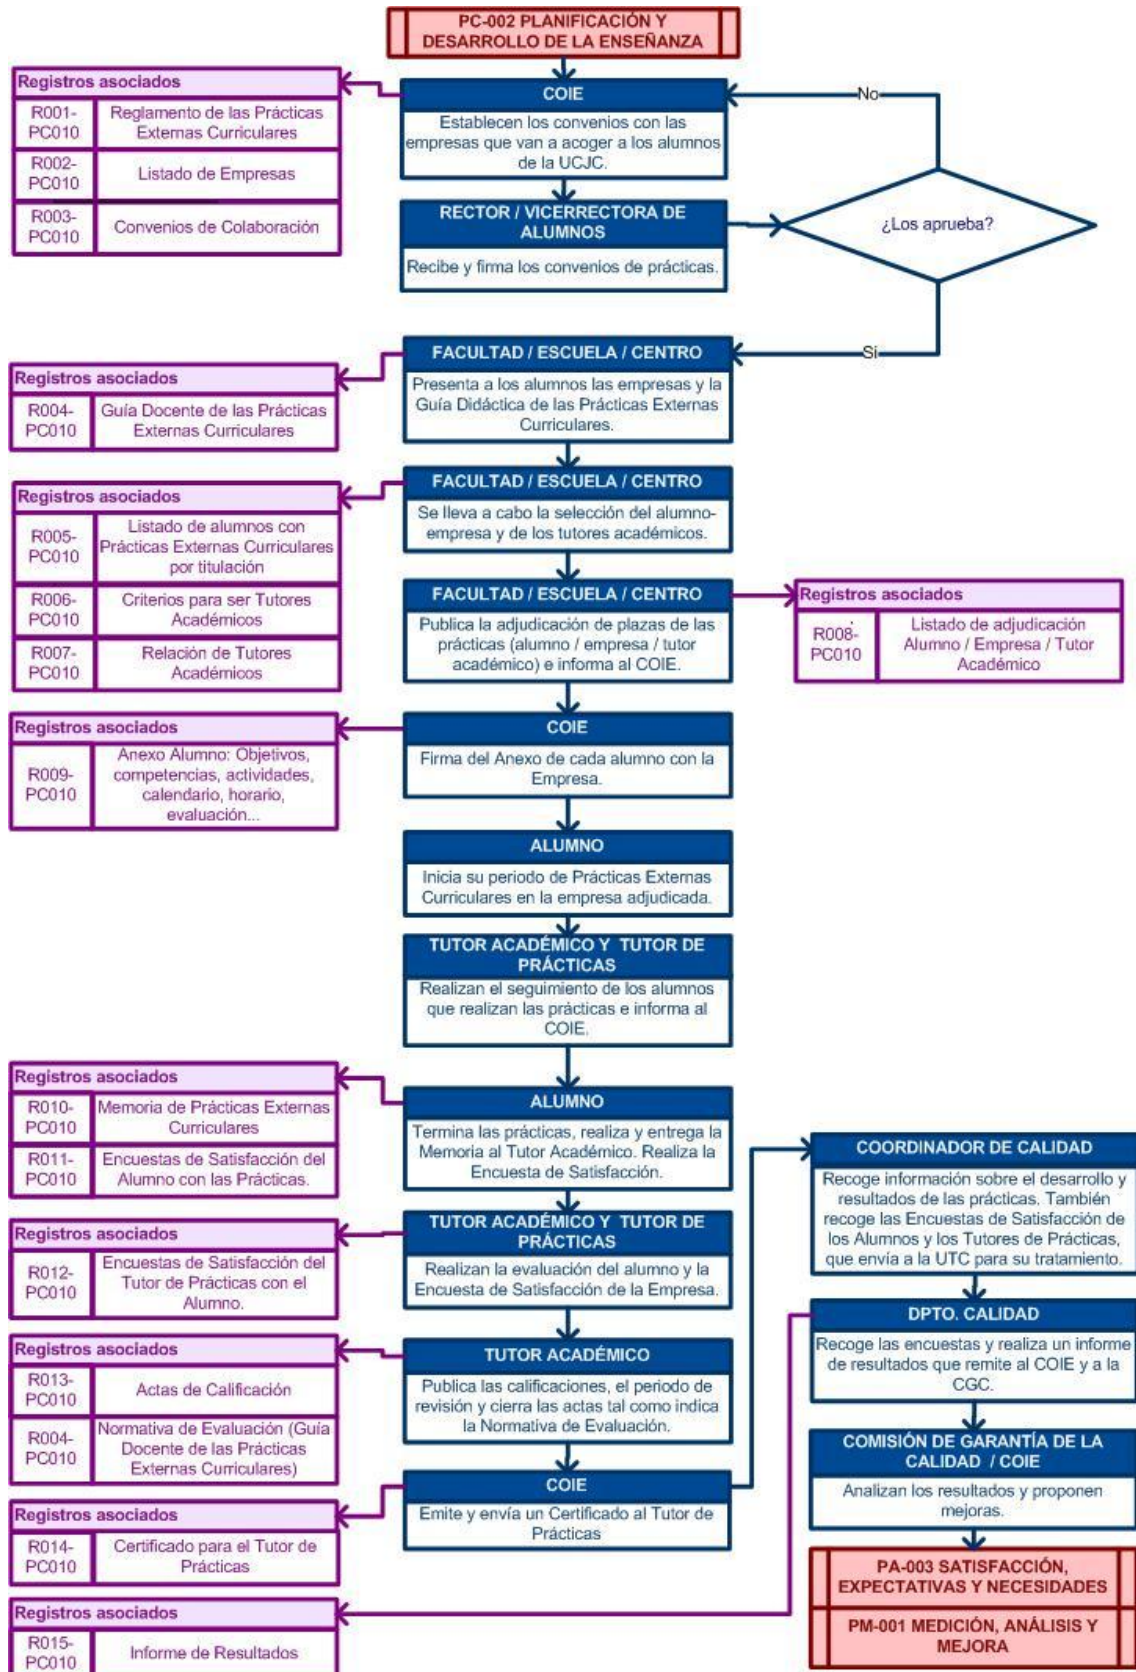 PC-002 PLANIFICACIÓN Y
DESARROLLO DE LA ENSEÑANZA
Registros asociados
R001-
PC010
Reglamento de las Prácticas
Externas Curriculares
R002-
PC010
Listado de Empresas
R003-
PC010
Convenios de Colaboración
COIE
Establecen los convenios con las
empresas que van a acoger a los alumnos
de la UCJC.
No
RECTOR / VICERRECTORA DE
ALUMNOS
Recibe y firma los convenios de prácticas.
¿Los aprueba?
Si
FACULTAD / ESCUELA / CENTRO
Presenta a los alumnos las empresas y la
Guía Didáctica de las Prácticas Externas
Curriculares.
Registros asociados
R004-
PC010
Guía Docente de las Prácticas
Externas Curriculares
FACULTAD / ESCUELA / CENTRO
Se lleva a cabo la selección del alumno-
empresa y de los tutores académicos.
Registros asociados
R005-
PC010
Listado de alumnos con
Prácticas Externas Curriculares
por titulación
R006-
PC010
Criterios para ser Tutores
Académicos
R007-
PC010
Relación de Tutores
Académicos
FACULTAD / ESCUELA / CENTRO
Publica la adjudicación de plazas de las
prácticas (alumno / empresa / tutor
académico) e informa al COIE.
Registros asociados
R008-
PC010
Listado de adjudicación
Alumno / Empresa / Tutor
Académico
COIE
Firma del Anexo de cada alumno con la
Empresa.
Registros asociados
R009-
PC010
Anexo Alumno: Objetivos,
competencias, actividades,
calendario, horario,
evaluación...
ALUMNO
Inicia su periodo de Prácticas Externas
Curriculares en la empresa adjudicada.
TUTOR ACADÉMICO Y TUTOR DE
PRÁCTICAS
Realizan el seguimiento de los alumnos
que realizan las prácticas e informa al
COIE.
Registros asociados
R010-
PC010
Memoria de Prácticas Externas
Curriculares
R011-
PC010
Encuestas de Satisfacción del
Alumno con las Prácticas.
ALUMNO
Termina las prácticas, realiza y entrega la
Memoria al Tutor Académico. Realiza la
Encuesta de Satisfacción.
TUTOR ACADÉMICO Y TUTOR DE
PRÁCTICAS
Realizan la evaluación del alumno y la
Encuesta de Satisfacción de la Empresa.
Registros asociados
R012-
PC010
Encuestas de Satisfacción del
Tutor de Prácticas con el
Alumno.
TUTOR ACADÉMICO
Publica las calificaciones, el periodo de
revisión y cierra las actas tal como indica
la Normativa de Evaluación.
Registros asociados
R013-
PC010
Actas de Calificación
R004-
PC010
Normativa de Evaluación (Guía
Docente de las Prácticas
Externas Curriculares)
COIE
Emite y envía un Certificado al Tutor de
Prácticas
Registros asociados
R014-
PC010
Certificado para el Tutor de
Prácticas
COORDINADOR DE CALIDAD
Recoge información sobre el desarrollo y
resultados de las prácticas. También
recoge las Encuestas de Satisfacción de
los Alumnos y los Tutores de Prácticas,
que envía a la UTC para su tratamiento.
DPTO. CALIDAD
Recoge las encuestas y realiza un informe
de resultados que remite al COIE y a la
CGC.
Registros asociados
R015-
PC010
Informe de Resultados
COMISIÓN DE GARANTÍA DE LA
CALIDAD / COIE
Analizan los resultados y proponen
mejoras.
PA-003 SATISFACCIÓN,
EXPECTATIVAS Y NECESIDADES
PM-001 MEDICIÓN, ANÁLISIS Y
MEJORA